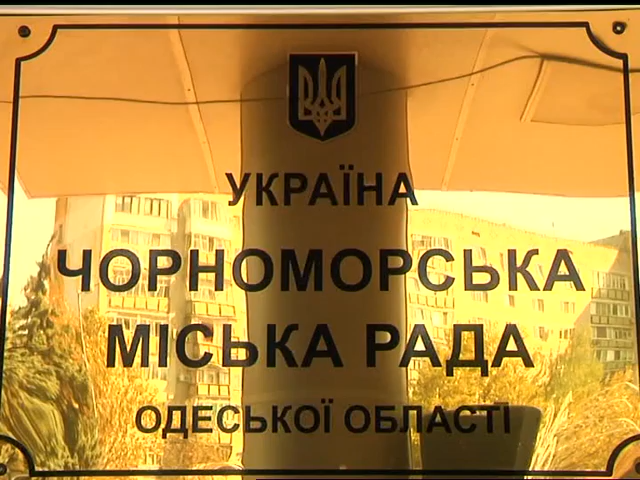 УКРАЇНА
ЧОРНОМОРСЬКА
МІСЬКА РАДА
ОДЕСЬКОЇ ОБЛАСТІ